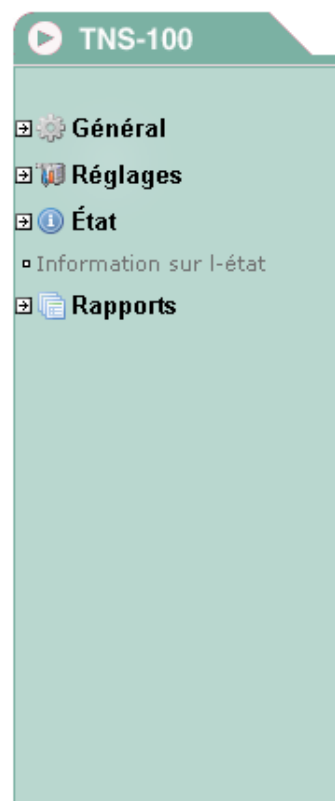 TNS-100
Général
Réglages
État
Information sur l-état
Rapports